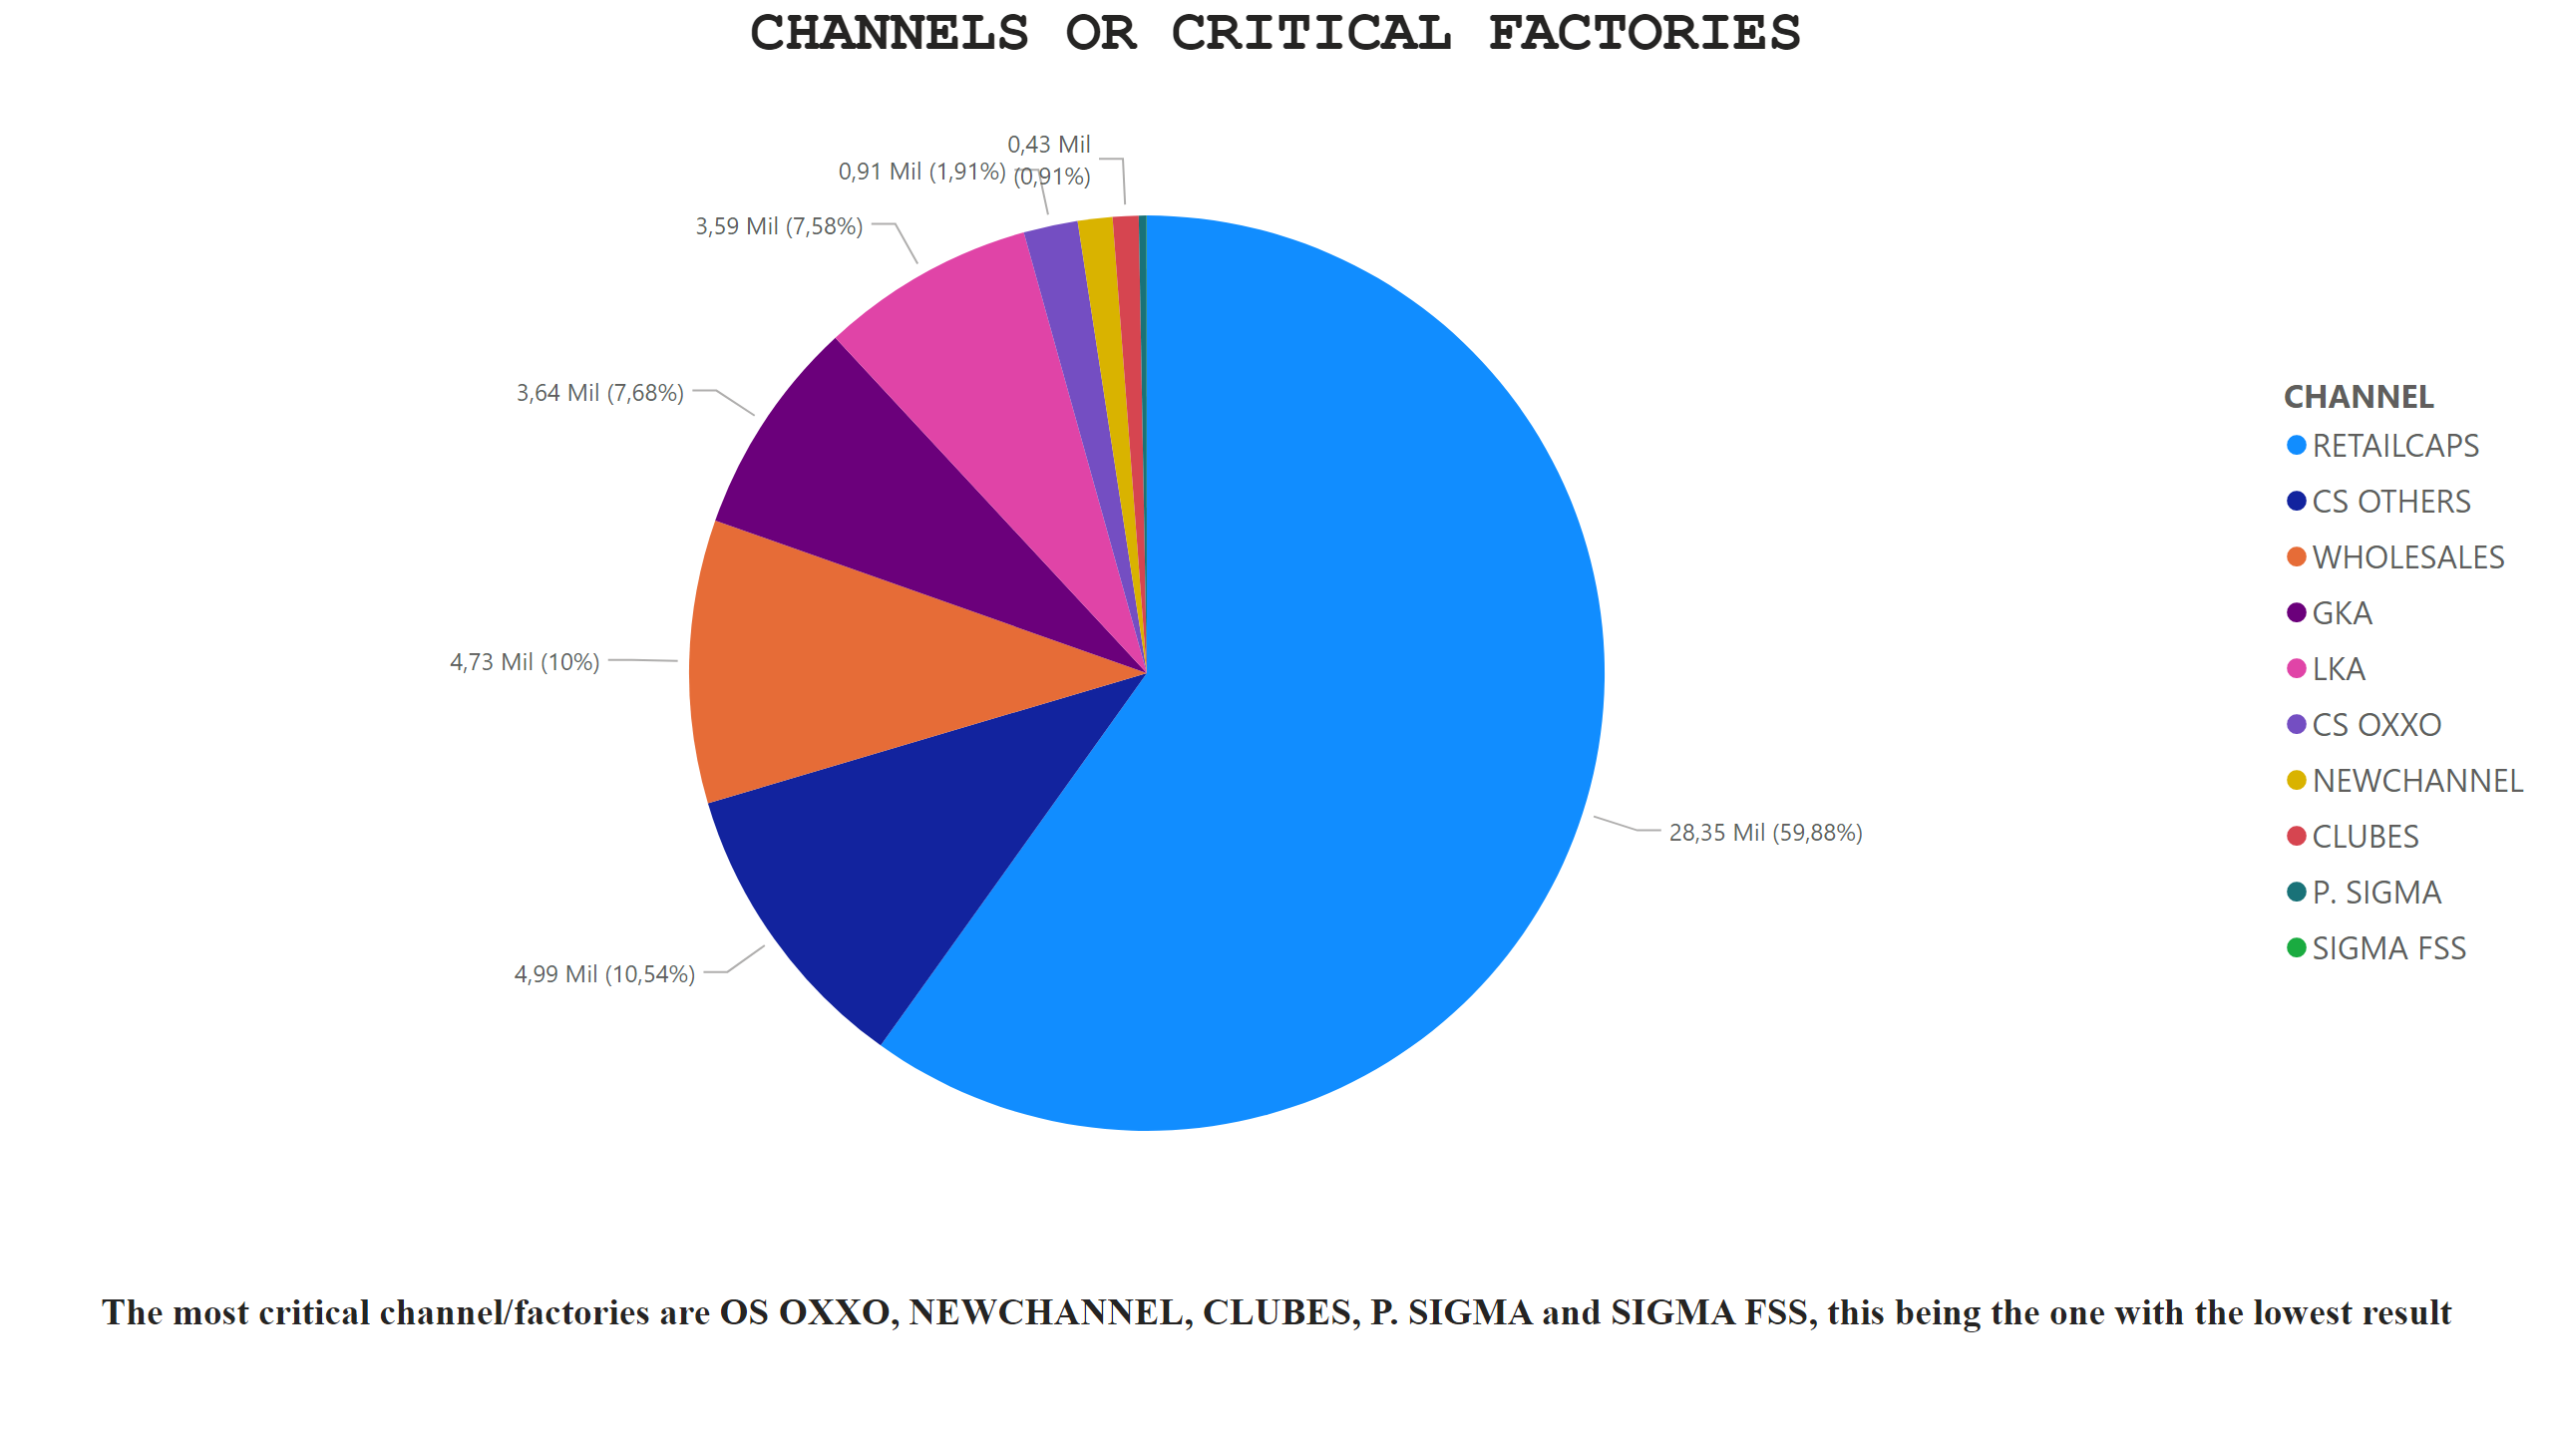 CHANNELS OR CRITICAL FACTORIES
0,43 Mil
(0,91%)
0,91 Mil (1,91%)
3,59 Mil (7,58%)
3,64 Mil (7,68%)
4,73 Mil (10%)
4,99 Mil (10,54%)
28,35 Mil (59,88%)
CHANNEL
RETAILCAPS
CS OTHERS
WHOLESALES
GKA
LKA
CS OXXO
NEWCHANNEL
CLUBES
P. SIGMA
SIGMA FSS
The most critical channel/factories are OS OXXO, NEWCHANNEL, CLUBES, P. SIGMA and SIGMA FSS, this being the one with the lowest result